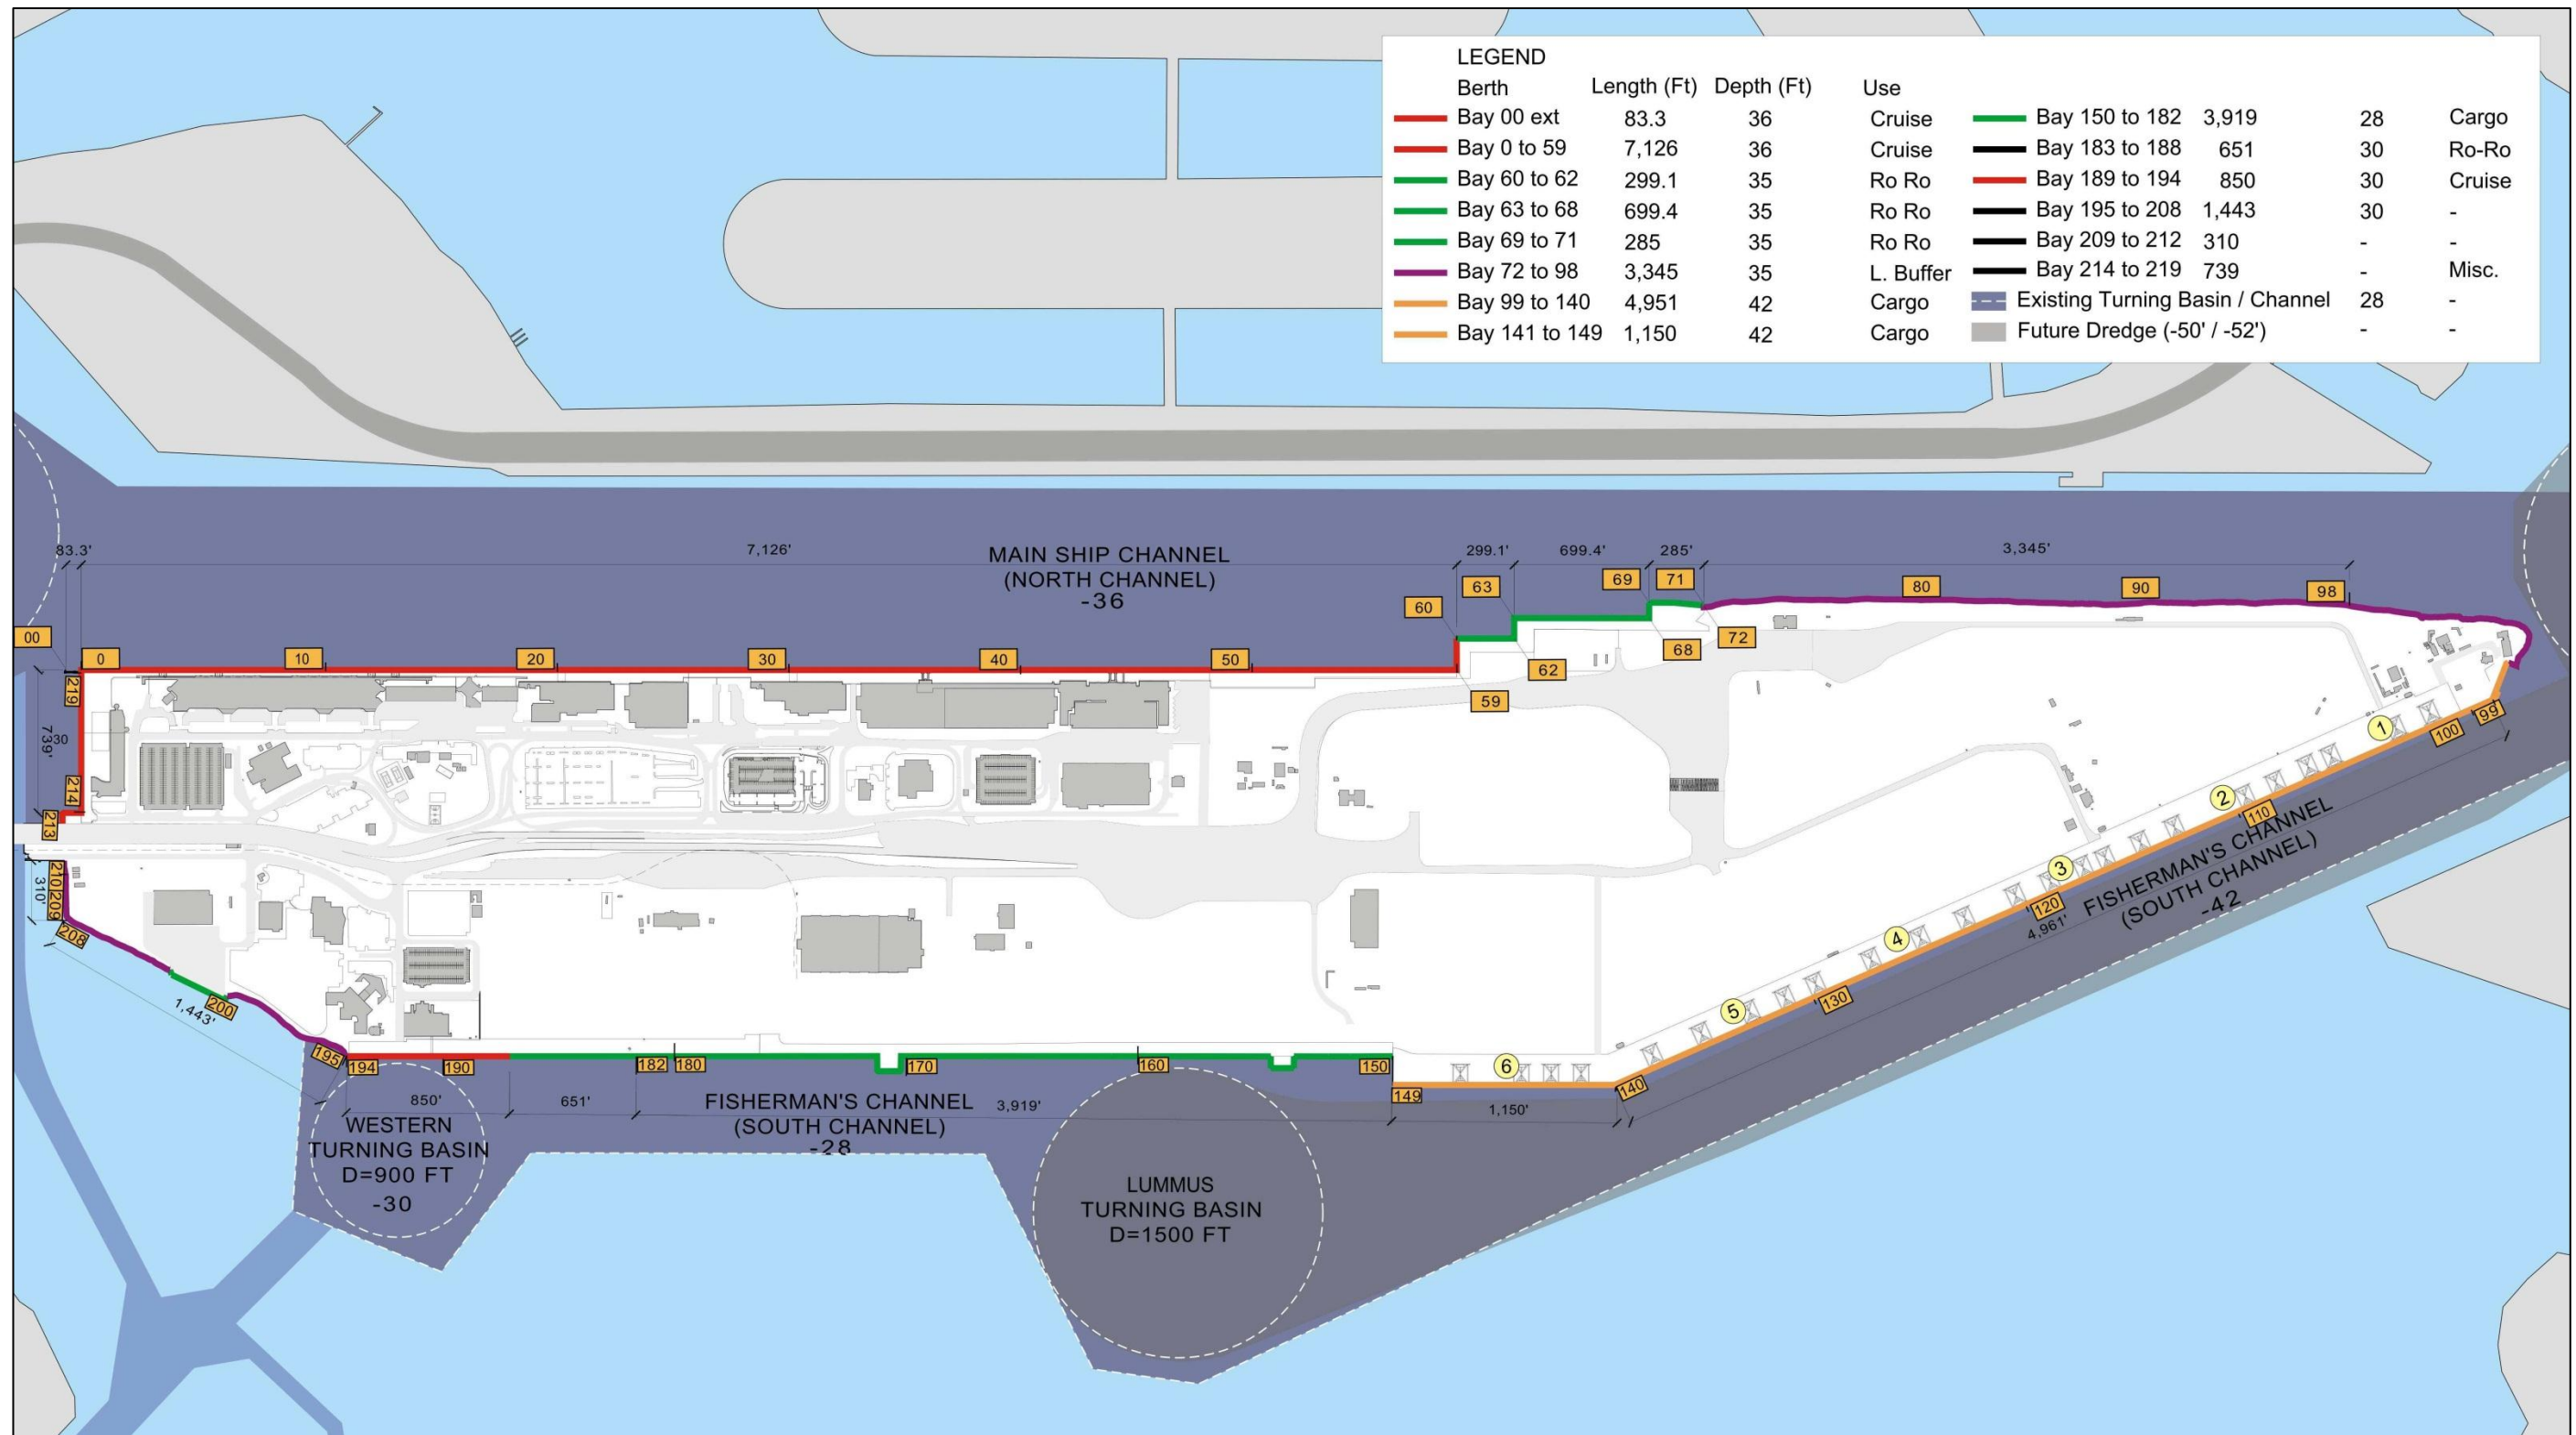 LEGEND
Berth Length (Ft) Depth (Ft) Use
Bay 00 ext 83.3 36 Cruise
Bay 0 to 59 7,126 36 Cruise
Bay 60 to 62 299.1 35 Ro Ro
Bay 63 to 68 699.4 35 Ro Ro
Bay 69 to 71 285 35 Ro Ro
Bay 72 to 98 3,345 35 L. Buffer
Bay 99 to 140 4,951 42 Cargo
Bay 141 to 149 1,150 42 Cargo
Bay 150 to 182 3,919 28 Cargo
Bay 183 to 188 651 30 Ro-Ro
Bay 189 to 194 850 30 Cruise
Bay 195 to 208 1,443 30 -
Bay 209 to 212 310 - -
Bay 214 to 219 739 - Misc.
Existing Turning Basin / Channel 28 -
Future Dredge (-50' / -52') - -
83.3'
7,126'
MAIN SHIP CHANNEL
(NORTH CHANNEL)
-36
299.1'
699.4'
285'
3,345'
00
0
10
20
30
40
50
59
60
62
63
68
69
71
72
80
90
98
219
739'
30
214
213
210
209
310'
208
1,443'
200
195
194
190
182
180
170
160
150
149
140
130
120
110
100
99
1
2
3
4
5
6
FISHERMAN'S CHANNEL
(SOUTH CHANNEL)
-42
4,961'
1,150'
850'
651'
3,919'
FISHERMAN'S CHANNEL
(SOUTH CHANNEL)
-28
WESTERN
TURNING BASIN
D=900 FT
-30
LUMMUS
TURNING BASIN
D=1500 FT